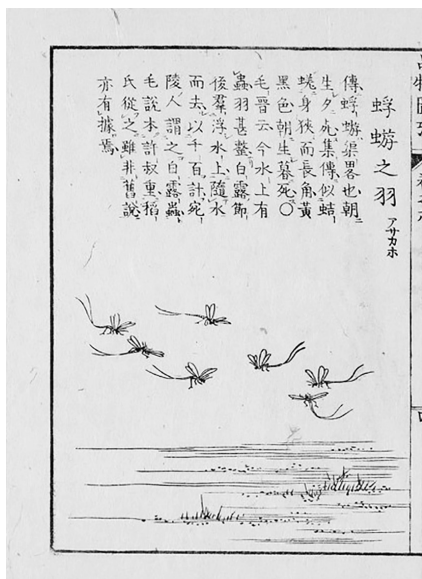 蜉蝣之羽 アサカホ
傳蜉蝣渠畧也朝ニ
生夕死集傳似蛣
蜣身狹而長角黃
黑色朝生暮死〇
毛晉云今水上有
蟲羽甚整白露節
後羣浮水上隨水
而去以千百計宛
陵人謂之白露蟲
毛說本許叔重稻
氏從之雖非舊說
亦有據焉